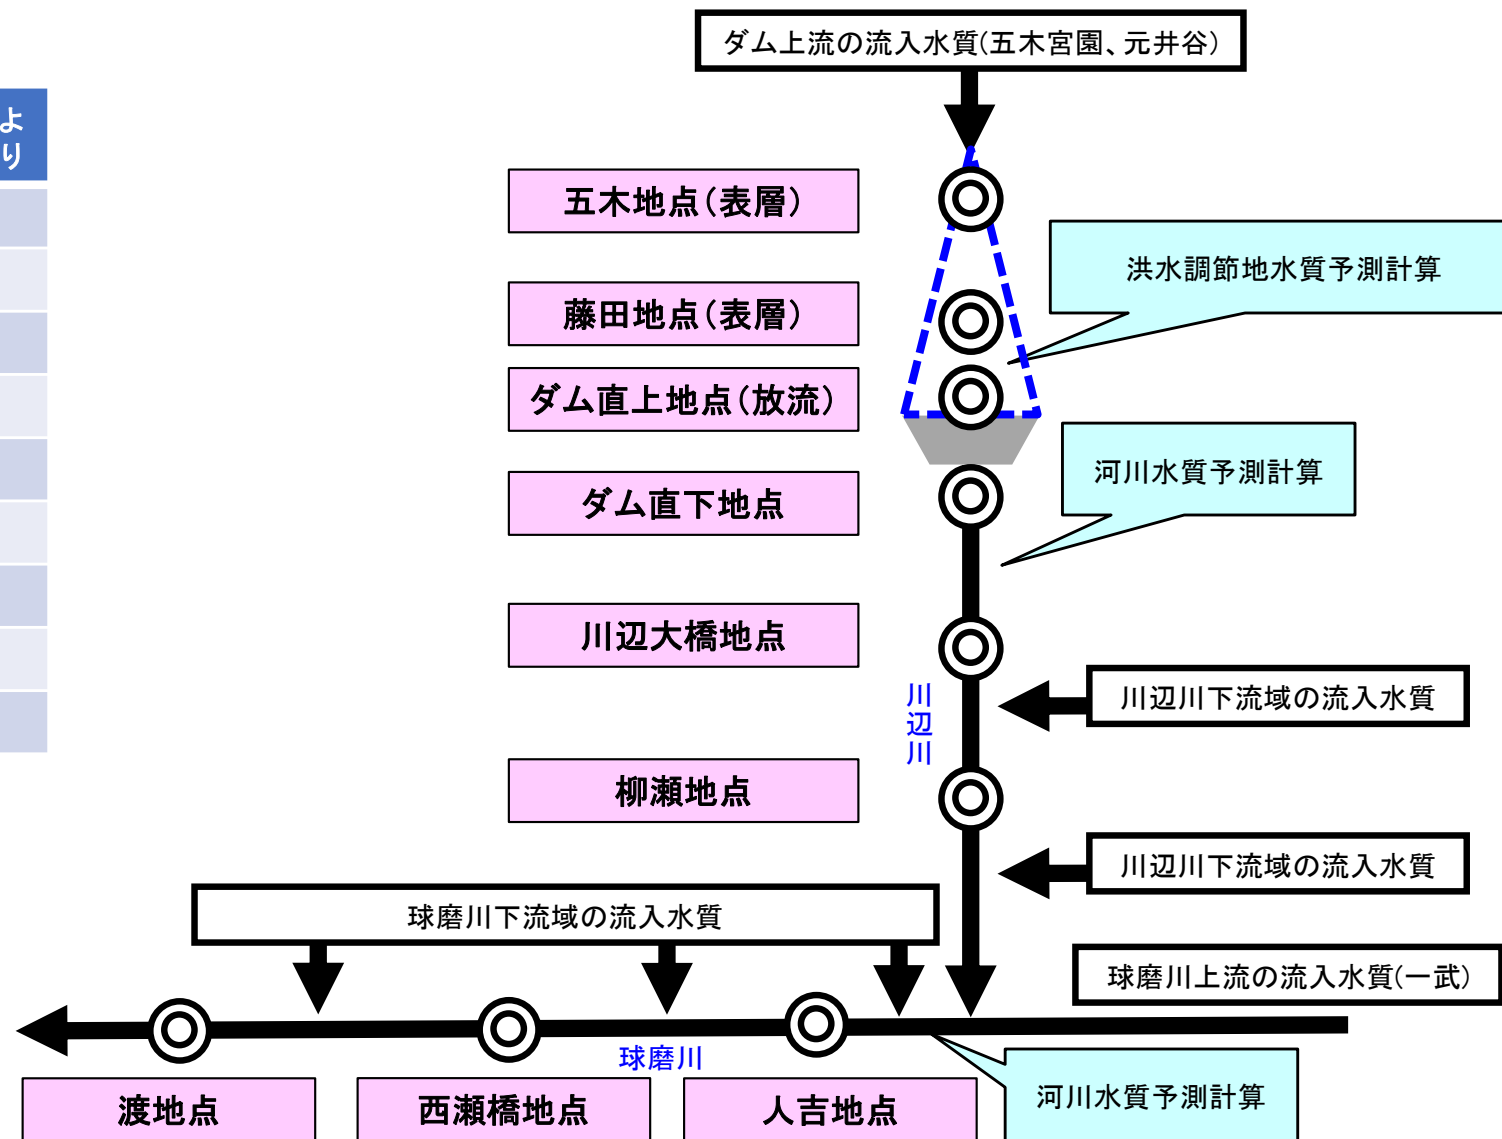 ダム上流の流入水質(五木宮園、元井谷)
よ
り
五木地点(表層)
洪水調節地水質予測計算
藤田地点(表層)
ダム直上地点(放流)
河川水質予測計算
ダム直下地点
川辺大橋地点
川辺川下流域の流入水質
川辺川
柳瀬地点
川辺川下流域の流入水質
球磨川下流域の流入水質
球磨川上流の流入水質(一武)
球磨川
河川水質予測計算
渡地点
西瀬橋地点
人吉地点